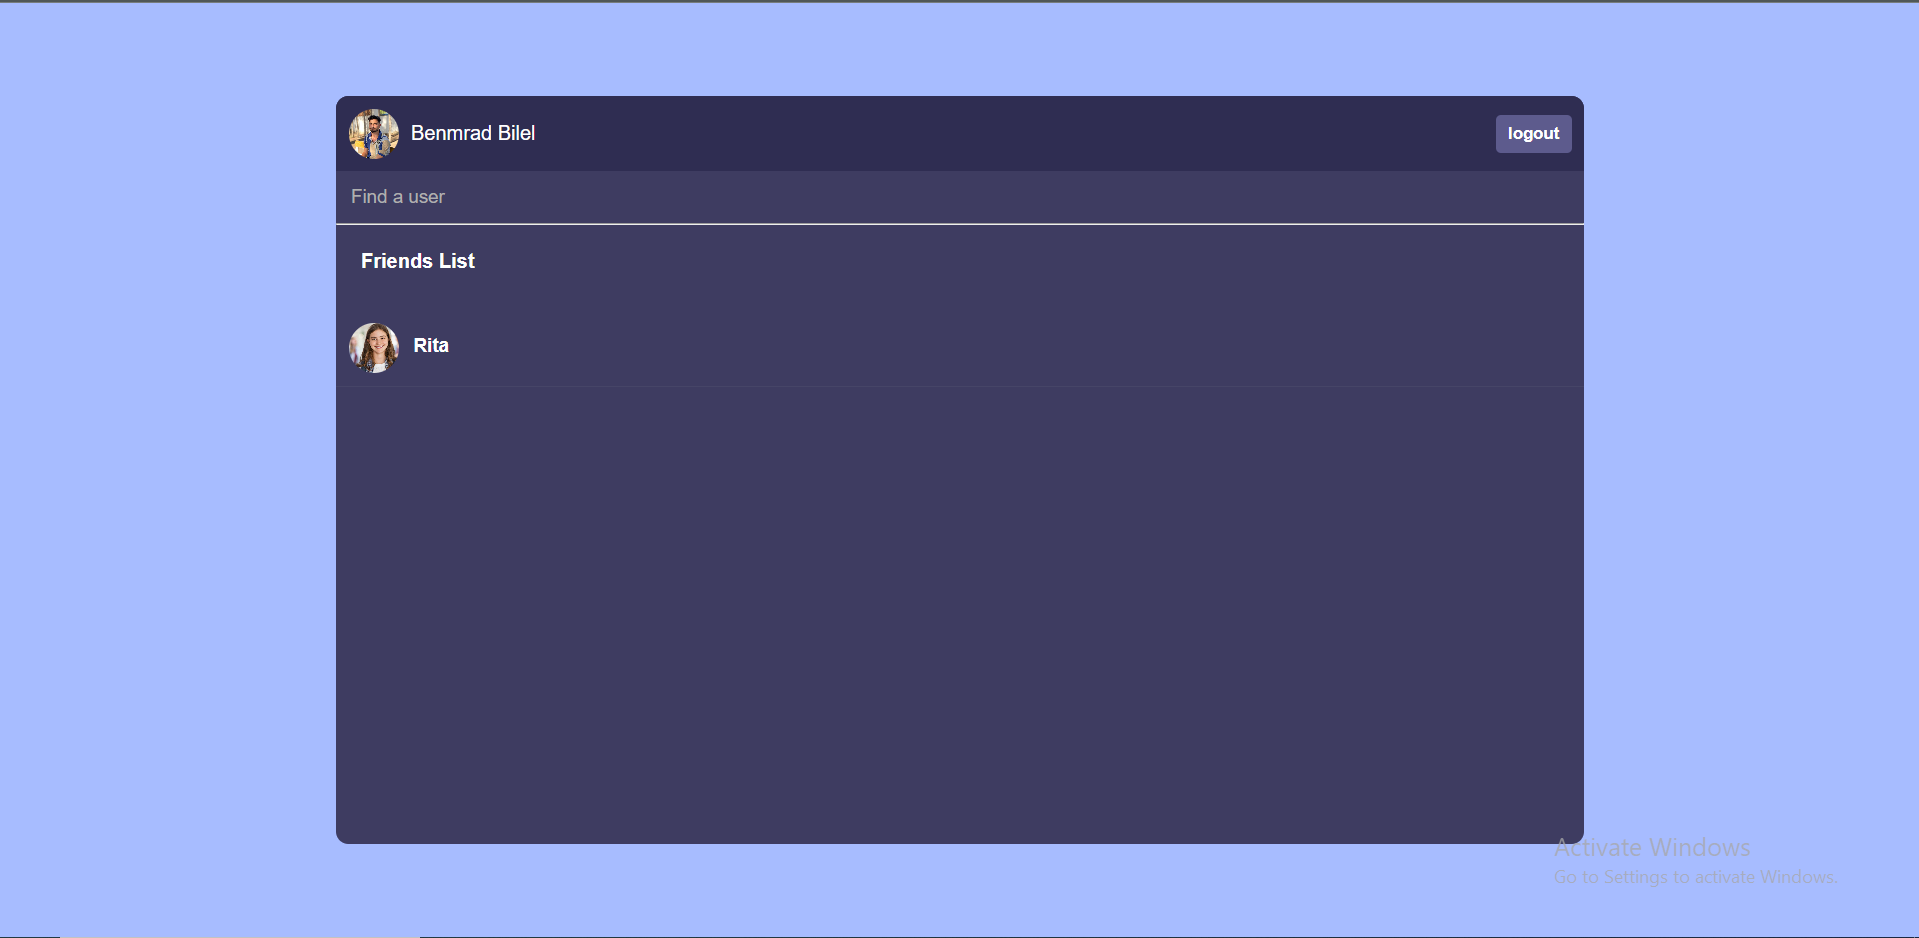 Benmrad Bilel
logout
Find a user
Friends List
Rita
Activate Windows
Go to Settings to activate Windows.